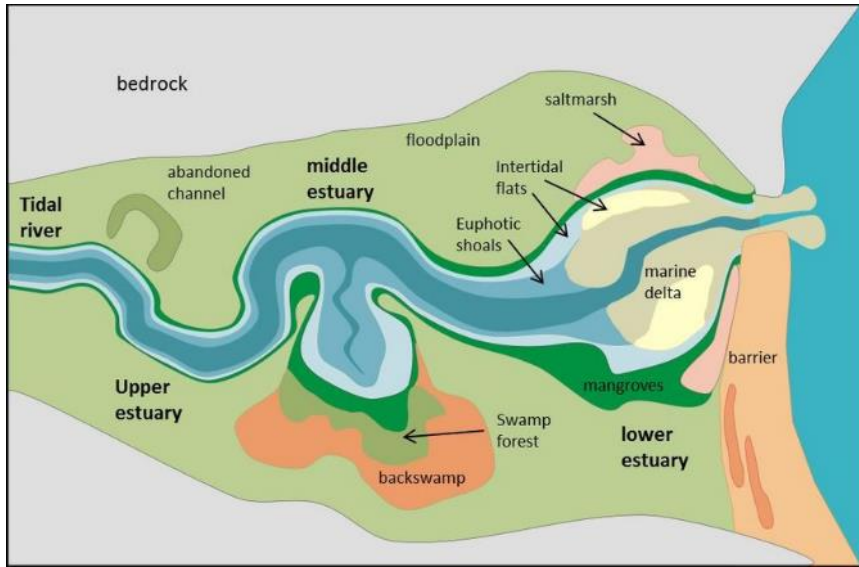 bedrock
saltmarsh
floodplain
abandoned
channel
middle
estuary
Intertidal
flats
Tidal
river
Euphotic
shoals
marine
delta
barrier
Upper
estuary
mangroves
Swamp
forest
lower
estuary
backswamp